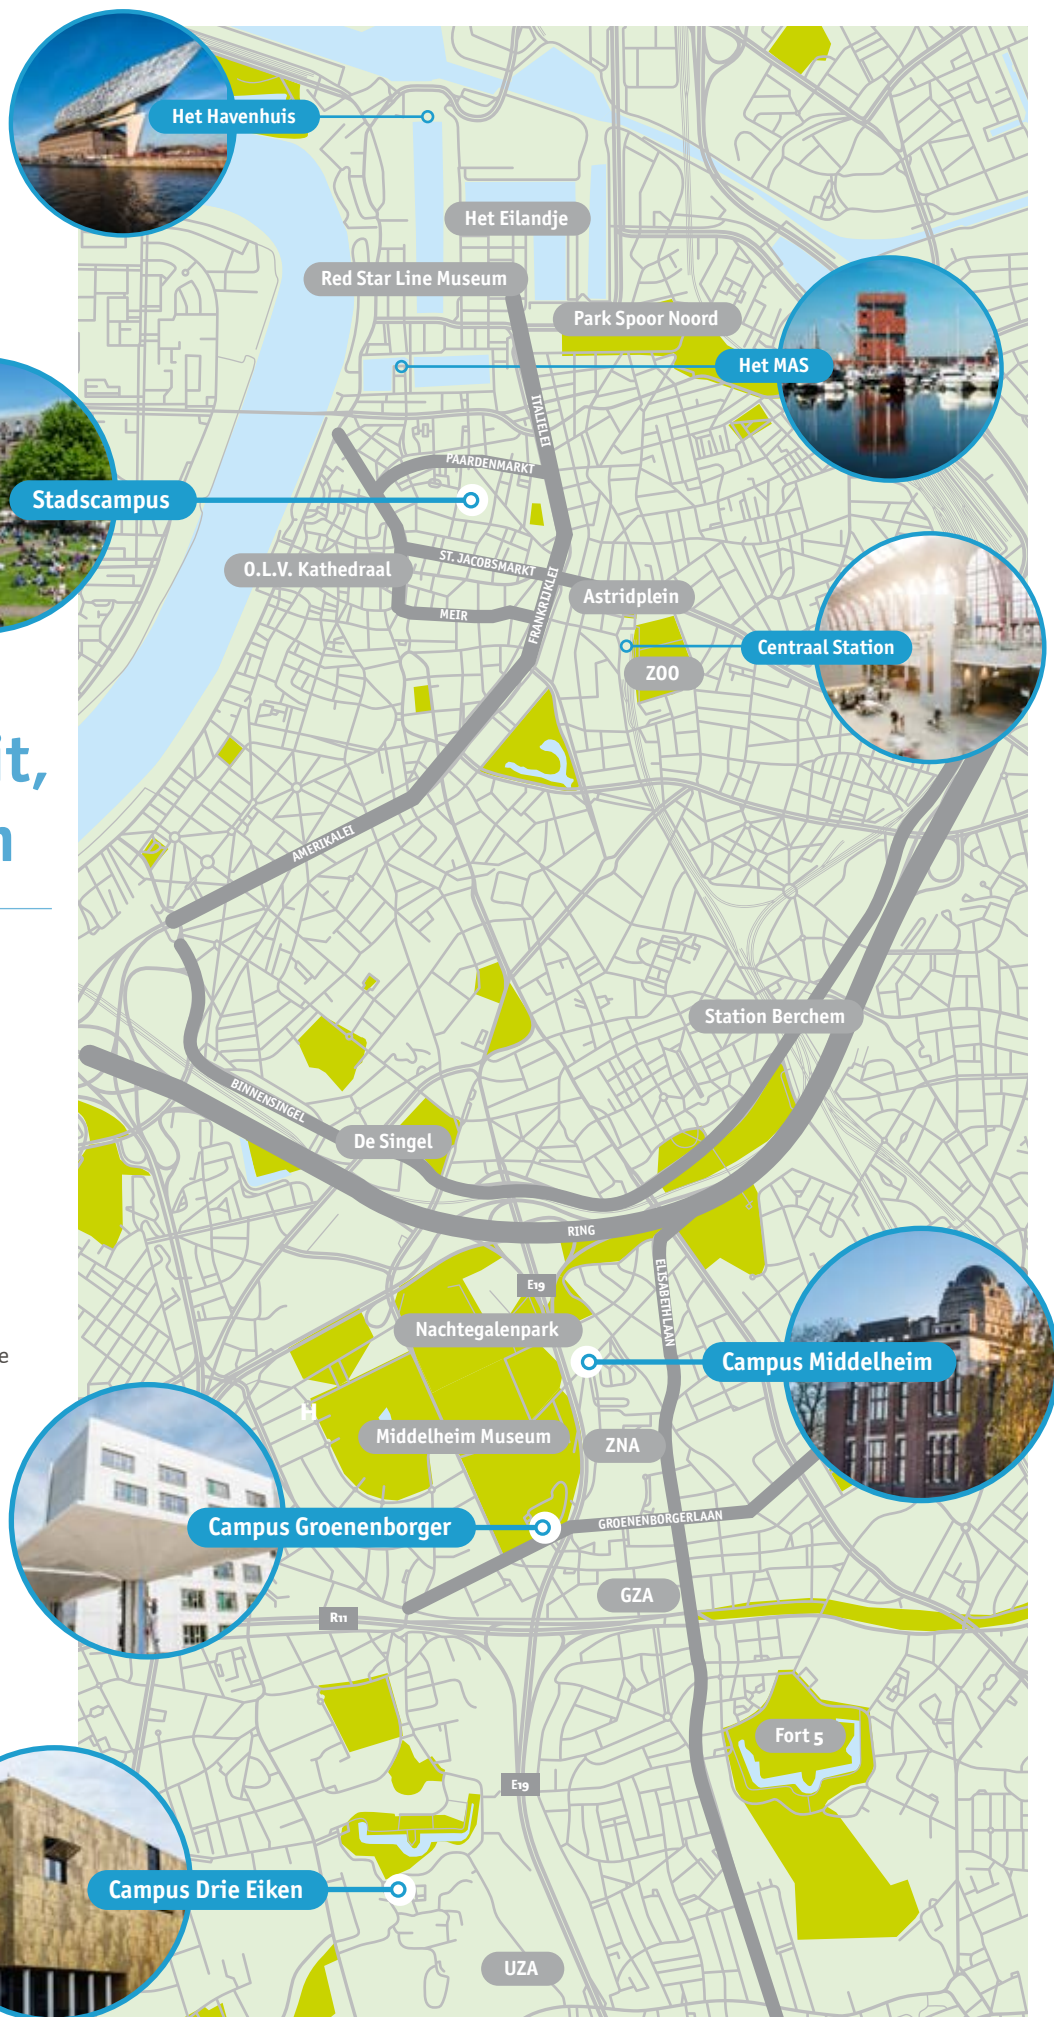 Het Havenhuis
Het Eilandje
Red Star Line Museum
Park Spoor Noord
Het MAS
ITALIELEI
PAARDENMARKT
Stadscampus
ST. JACOBSMARKT
O.L.V. Kathedraal
FRANKRIJKLEI
Astridplein
MEIR
Centraal Station
ZOO
it,
AMERIKALEI
Station Berchem
BINNENSINGEL
De Singel
RING
ELISABETHLAAN
E19
Nachtegalenpark
e
Campus Middelheim
H
Middelheim Museum
ZNA
GROENENBORGERLAAN
Campus Groenenborger
GZA
R11
Fort 5
E19
Campus Drie Eiken
UZA